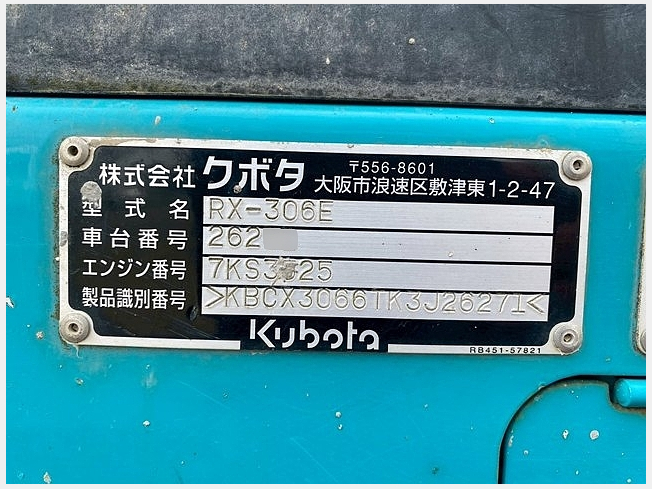 株式会社クボタ 〒556-8601
大阪市浪速区敷津東1-2-47
型式名 RX-306E
車台番号 262
エンジン番号
製品識別番号 >KBCX3066TK3J26271<
Kubota
RB451-57821